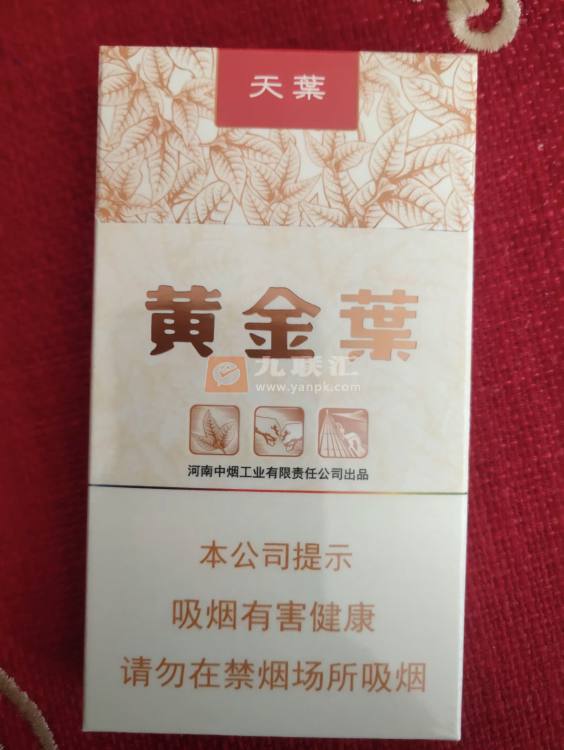 天葉
黄金葉
九联汇
www.yanpk.com
河南中烟工业有限责任公司出品
本公司提示
吸烟有害健康
请勿在禁烟场所吸烟